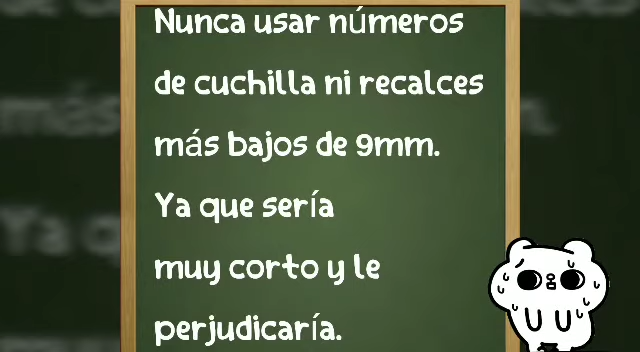 Nunca usar números
de cuchilla ni recalces
más bajos de 9mm.
Ya que sería
muy corto y le
perjudicaría.